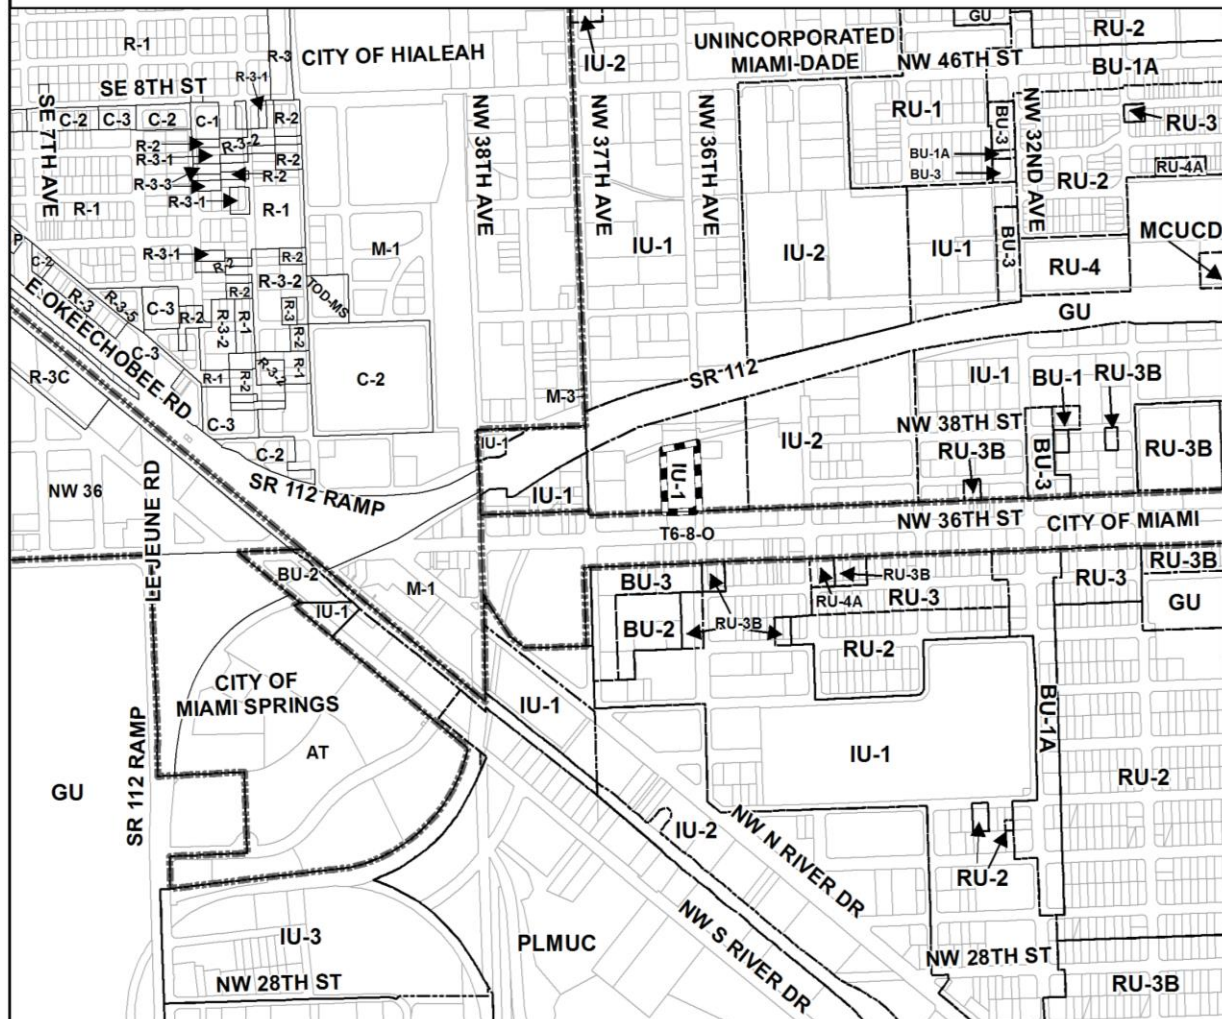 GU
RU-2
R-1
R-3
CITY OF HIALEAH
IU-2
UNINCORPORATED
MIAMI-DADE
NW 46TH ST
BU-1A
SE 8TH ST
R-3-1
SE 7TH AVE
C-2
C-3
C-2
C-1
R-2
NW 38TH AVE
NW 37TH AVE
NW 36TH AVE
RU-1
BU-3
NW 32ND AVE
RU-3
R-2
R-3-1
R-3-2
R-2
R-3-3
R-2
BU-1A
BU-3
RU-2
RU-4A
R-3-1
R-1
R-1
MCUCD
P
C-2
R-3-1
R-2
R-2
M-1
IU-1
IU-2
IU-1
BU-3
RU-4
R-3
R-3-5
C-3
R-2
R-3-2
R-2
R-3-2
R-1
R-3
TOD-MS
GU
E OKEECHOBEE RD
C-3
R-2
R-1
R-3-2
R-1
R-2
SR 112
R-3C
C-2
M-3
IU-1
BU-1
RU-3B
C-3
IU-1
IU-2
NW 38TH ST
RU-3B
BU-3
RU-3B
C-2
NW 36
LEJEUNE RD
SR 112 RAMP
IU-1
IU-1
T6-8-O
NW 36TH ST
CITY OF MIAMI
BU-2
M-1
BU-3
RU-4A
RU-3B
RU-3
RU-3
RU-3B
GU
IU-1
BU-2
RU-3B
RU-2
CITY OF
MIAMI SPRINGS
IU-1
BU-1A
AT
IU-1
GU
SR 112 RAMP
RU-2
IU-2
NW N RIVER DR
RU-2
IU-3
PLMUC
NW S RIVER DR
NW 28TH ST
NW 28TH ST
RU-3B